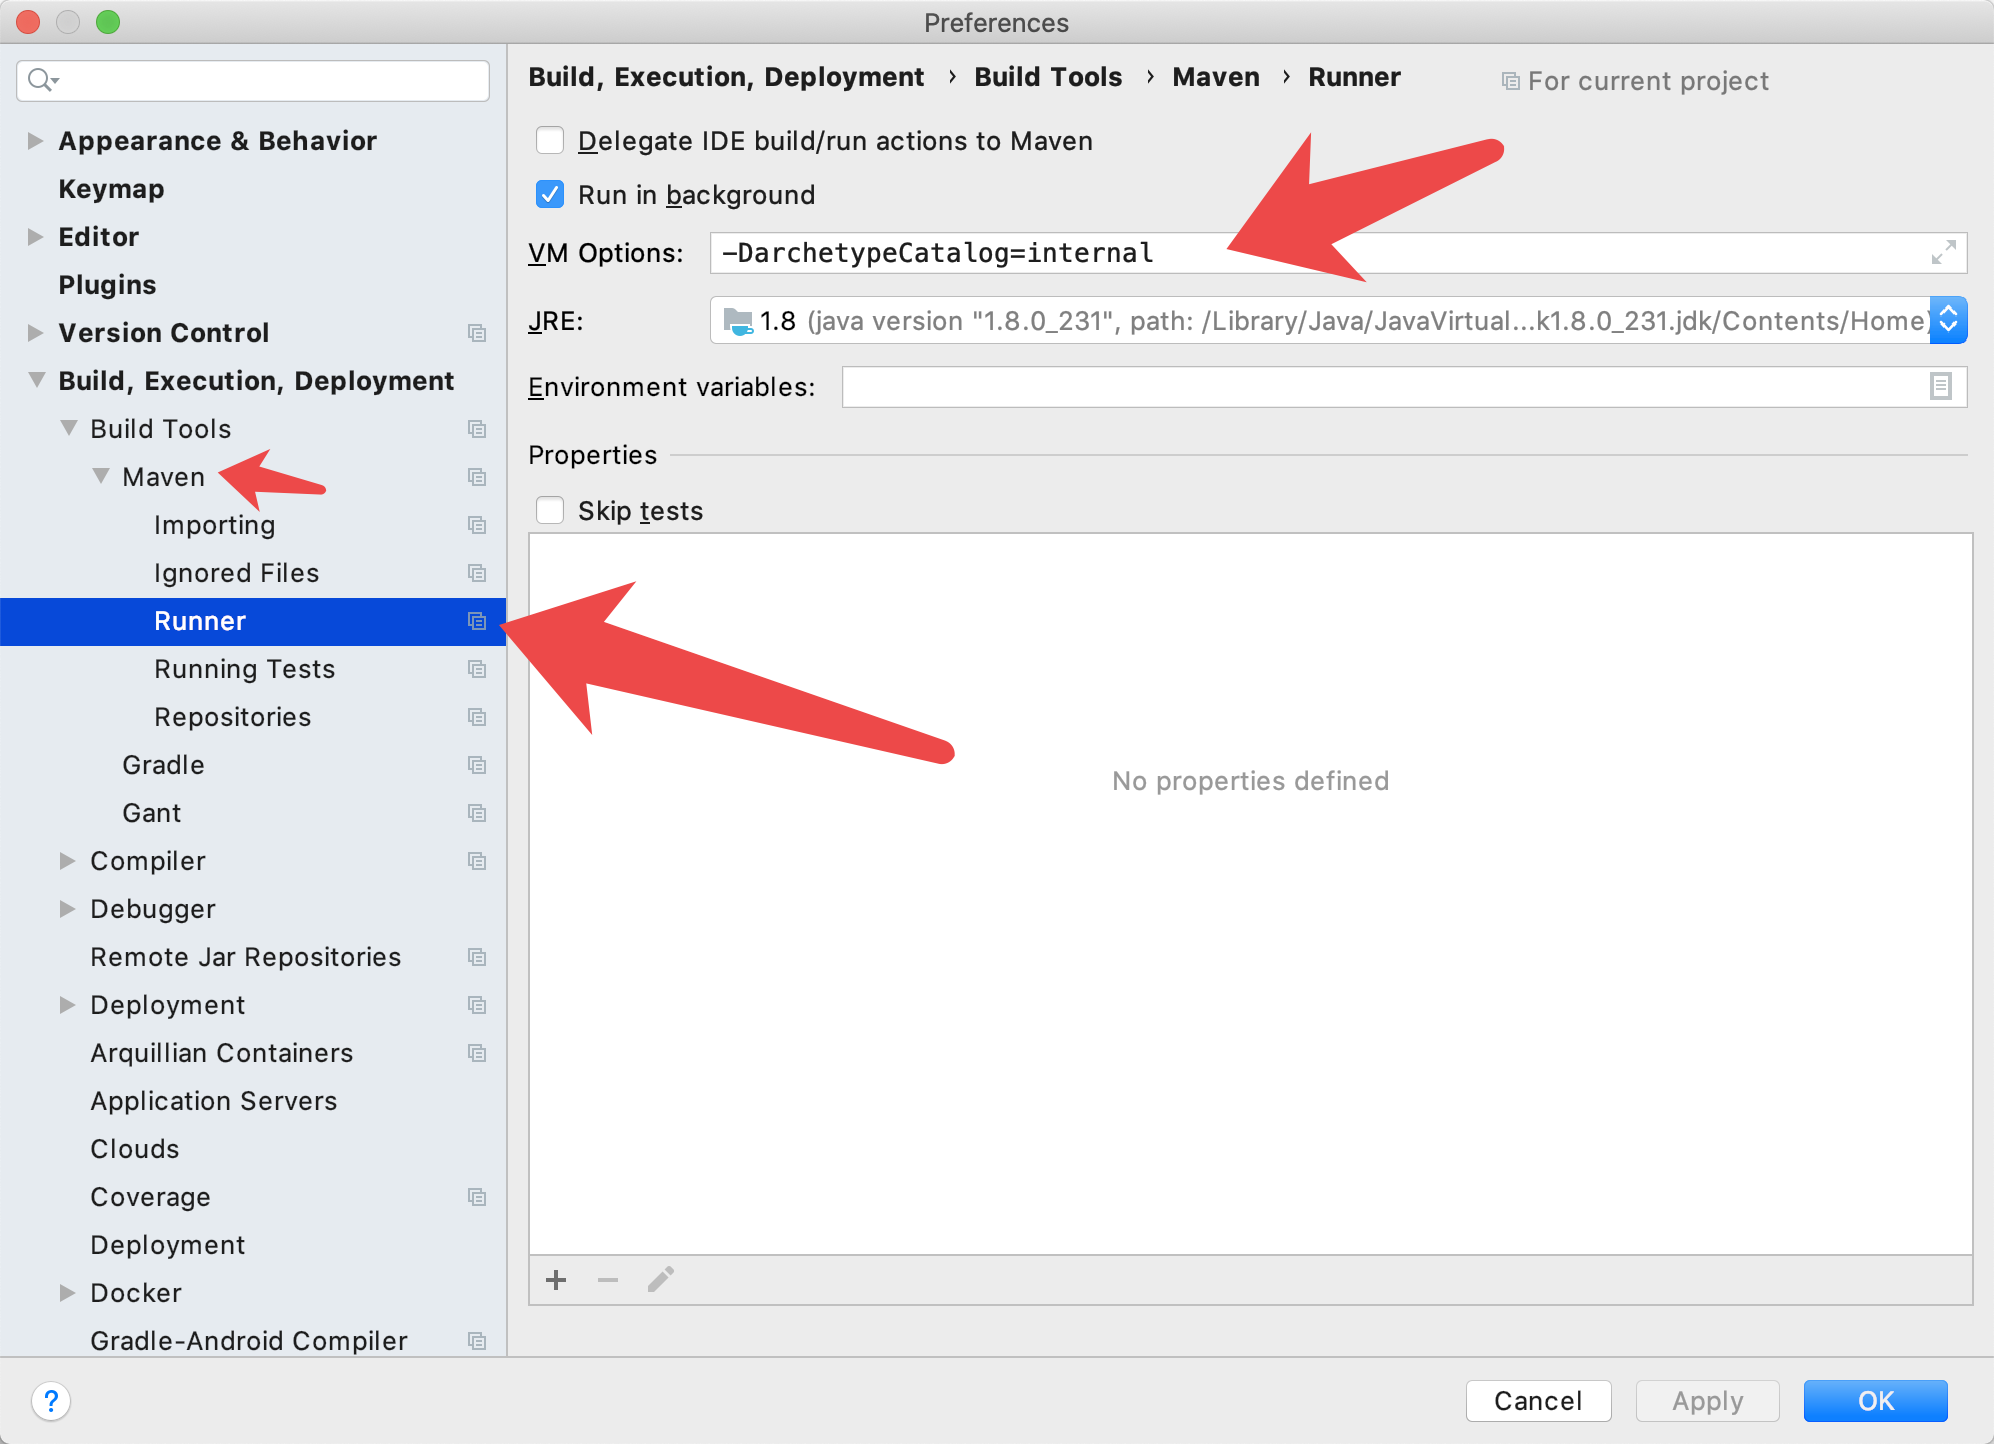 Preferences
Appearance & Behavior
Keymap
Editor
Plugins
Version Control
Build, Execution, Deployment
Build Tools
Maven
Importing
Ignored Files
Runner
Running Tests
Repositories
Gradle
Gant
Compiler
Debugger
Remote Jar Repositories
Deployment
Arquillian Containers
Application Servers
Clouds
Coverage
Deployment
Docker
Gradle-Android Compiler
Build, Execution, Deployment › Build Tools › Maven › Runner For current project
Delegate IDE build/run actions to Maven
Run in background
VM Options: -DarchetypeCatalog=internal
JRE: 1.8 (java version "1.8.0_231", path: /Library/Java/JavaVirtual...k1.8.0_231.jdk/Contents/Home)
Environment variables:
Properties
Skip tests
No properties defined
? Cancel Apply OK